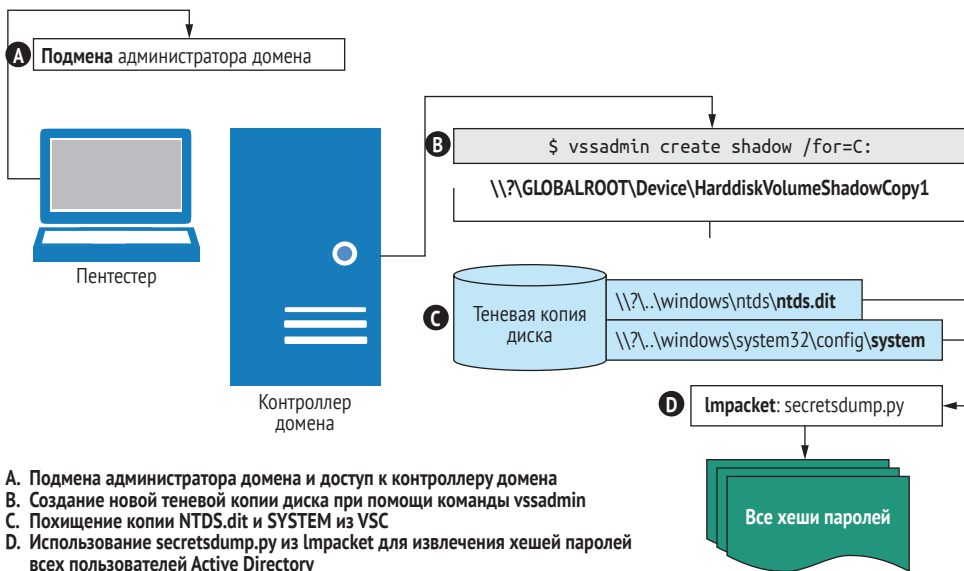 A
Подмена администратора домена
B
$ vssadmin create shadow /for=C:
\\?\GLOBALROOT\Device\HarddiskVolumeShadowCopy1
Пентестер
C
Теневая копия
диска
\\?\..\windows\ntds\ntds.dit
\\?\..\windows\system32\config\system
Контроллер
домена
D
Impacket: secretsdump.py
Все хеши паролей
A. Подмена администратора домена и доступ к контроллеру домена
B. Создание новой теневой копии диска при помощи команды vssadmin
C. Похищение копии NTDS.dit и SYSTEM из VSC
D. Использование secretsdump.py из Impacket для извлечения хешей паролей
всех пользователей Active Directory